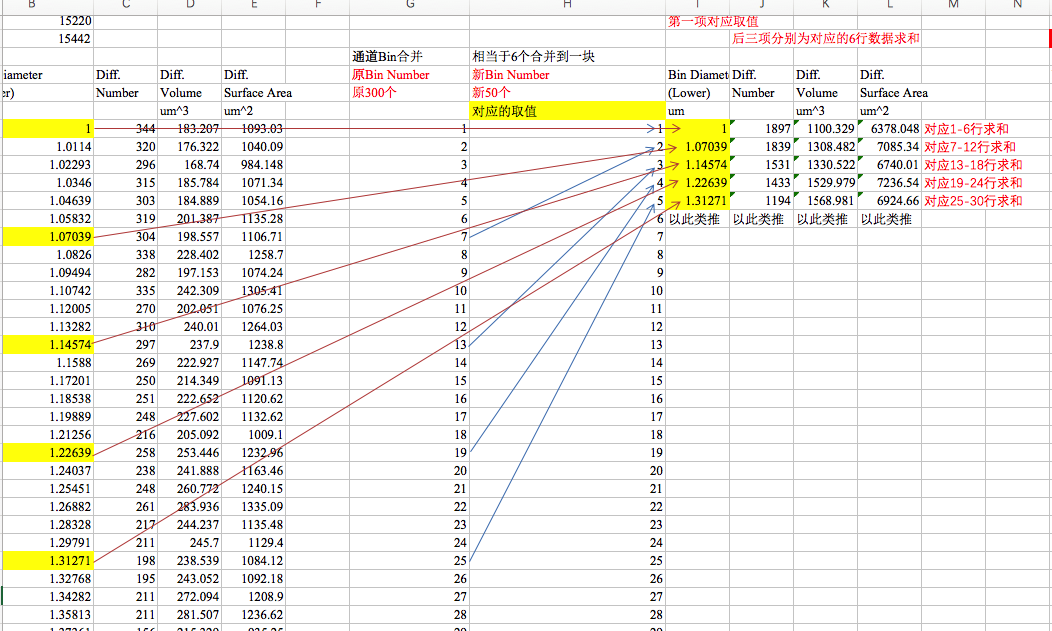 B C D E F G H I J K L M N
15220 第一项对应取值
15442 后三项分别为对应的6行数据求和
通道Bin合并 相当于6个合并到一块
iameter Diff. Diff. Diff. 原Bin Number 新Bin Number Bin Diamet Diff. Diff. Diff.
er) Number Volume Surface Area 原300个 新50个 (Lower) Number Volume Surface Area
um^3 um^2 对应的取值 um um^3 um^2
1 344 183.207 1093.03 1 1 1 1897 1100.329 6378.048 对应1-6行求和
1.0114 320 176.322 1040.09 2 2 1.07039 1839 1308.482 7085.34 对应7-12行求和
1.02293 296 168.74 984.148 3 3 1.14574 1531 1330.522 6740.01 对应13-18行求和
1.0346 315 185.784 1071.34 4 4 1.22639 1433 1529.979 7236.54 对应19-24行求和
1.04639 303 184.889 1054.16 5 5 1.31271 1194 1568.981 6924.66 对应25-30行求和
1.05832 319 201.387 1135.28 6 6 以此类推 以此类推 以此类推 以此类推
1.07039 304 198.557 1106.71 7 7
1.0826 338 228.402 1258.7 8 8
1.09494 282 197.153 1074.24 9 9
1.10742 335 242.309 1305.41 10 10
1.12005 270 202.051 1076.25 11 11
1.13282 310 240.01 1264.03 12 12
1.14574 297 237.9 1238.8 13 13
1.1588 269 222.927 1147.74 14 14
1.17201 250 214.349 1091.13 15 15
1.18538 251 222.652 1120.62 16 16
1.19889 248 227.602 1132.62 17 17
1.21256 216 205.092 1009.1 18 18
1.22639 258 253.446 1232.96 19 19
1.24037 238 241.888 1163.46 20 20
1.25451 248 260.772 1240.15 21 21
1.26882 261 283.936 1335.09 22 22
1.28328 217 244.237 1135.48 23 23
1.29791 211 245.7 1129.4 24 24
1.31271 198 238.539 1084.12 25 25
1.32768 195 243.052 1092.18 26 26
1.34282 211 272.094 1208.9 27 27
1.35813 211 281.507 1236.62 28 28